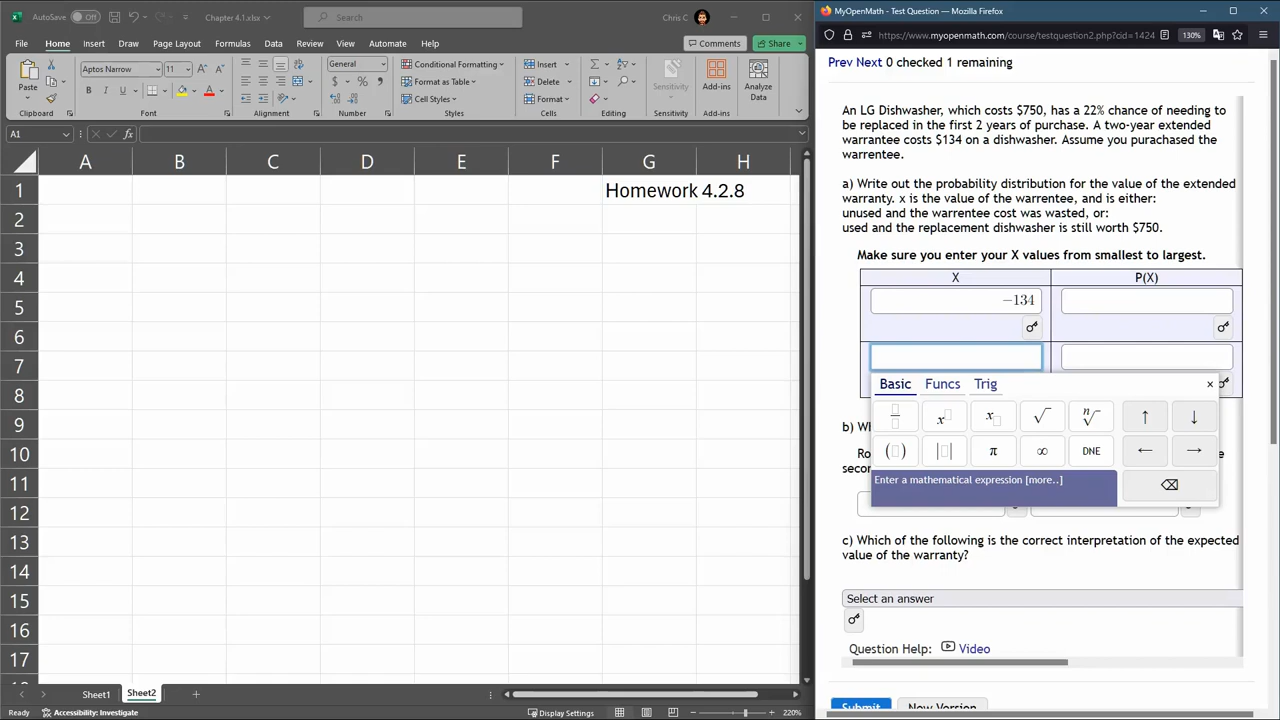 AutoSave Off Chapter 4.1.xlsx Search Chris C
MyOpenMath - Test Question — Mozilla Firefox
File Home Insert Draw Page Layout Formulas Data Review View Automate Help Comments Share
https://www.myopenmath.com/course/testquestion2.php?cid=1424 130%
Paste
Aptos Narrow 11 A^ A˅
B I U A
General
$ % 9
Conditional Formatting
Format as Table
Cell Styles
Insert
Delete
Format
Sensitivity
Add-ins
Analyze
Data
Clipboard Font Alignment Number Styles Cells Editing Sensitivity Add-ins
A1 fx
A B C D E F G H
1 Homework 4.2.8
2
3
4
5
6
7
8
9
10
11
12
13
14
15
16
17
Sheet1 Sheet2 +
Ready Accessibility: Investigate Display Settings 220%
Prev Next 0 checked 1 remaining
An LG Dishwasher, which costs $750, has a 22% chance of needing to
be replaced in the first 2 years of purchase. A two-year extended
warrantee costs $134 on a dishwasher. Assume you purachased the
warrentee.
a) Write out the probability distribution for the value of the extended
warranty. x is the value of the warrentee, and is either:
unused and the warrentee cost was wasted, or:
used and the replacement dishwasher is still worth $750.
Make sure you enter your X values from smallest to largest.
X P(X)
−134
Basic Funcs Trig ×
x x √ n√ ↑ ↓
( ) | | π ∞ DNE ← →
Enter a mathematical expression [more..] ⌫
b) Wh
Ro e
secon
c) Which of the following is the correct interpretation of the expected
value of the warranty?
Select an answer
Question Help: Video
Submit New Version